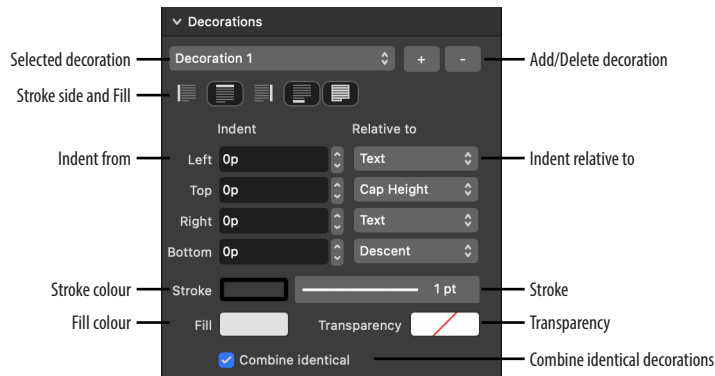 Decorations
Selected decoration Decoration 1 + - Add/Delete decoration
Stroke side and Fill
Indent Relative to
Indent from Left 0p Text Indent relative to
Top 0p Cap Height
Right 0p Text
Bottom 0p Descent
Stroke colour Stroke 1 pt Stroke
Fill colour Fill Transparency Transparency
Combine identical Combine identical decorations